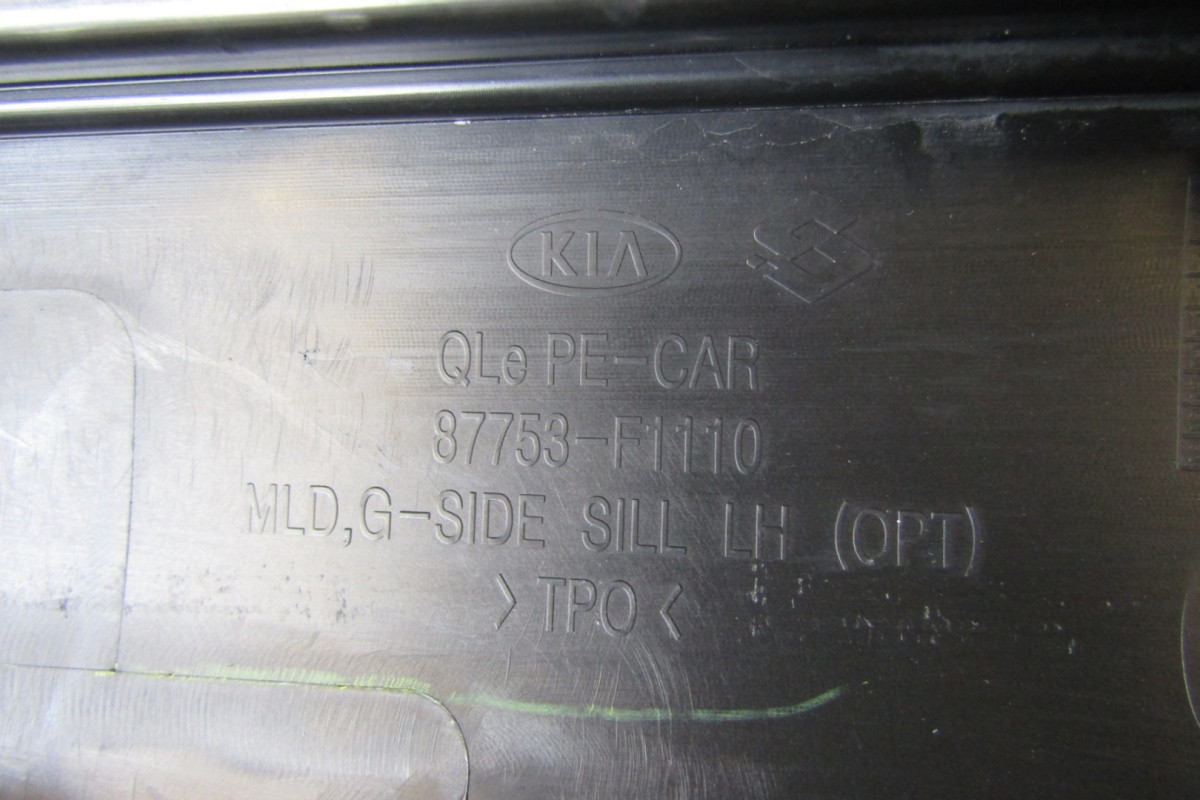 KIA
QLe PE-CAR
87753-F1110
MLD,G-SIDE SILL LH (OPT)
>TPO<